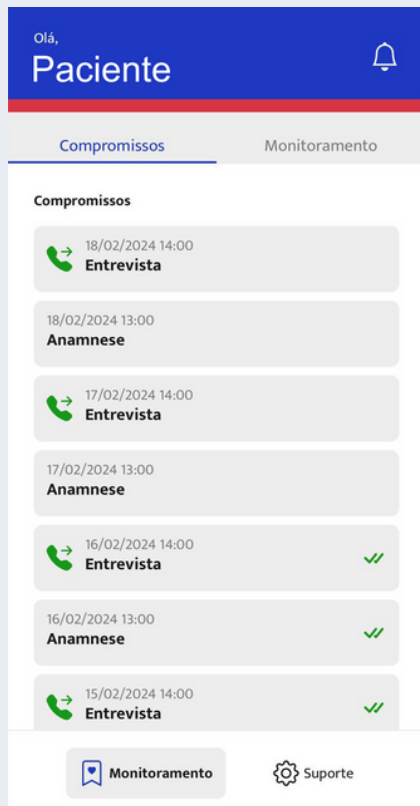 Olá,
Paciente
Compromissos Monitoramento
Compromissos
18/02/2024 14:00
Entrevista
18/02/2024 13:00
Anamnese
17/02/2024 14:00
Entrevista
17/02/2024 13:00
Anamnese
16/02/2024 14:00
Entrevista
16/02/2024 13:00
Anamnese
15/02/2024 14:00
Entrevista
Monitoramento Suporte